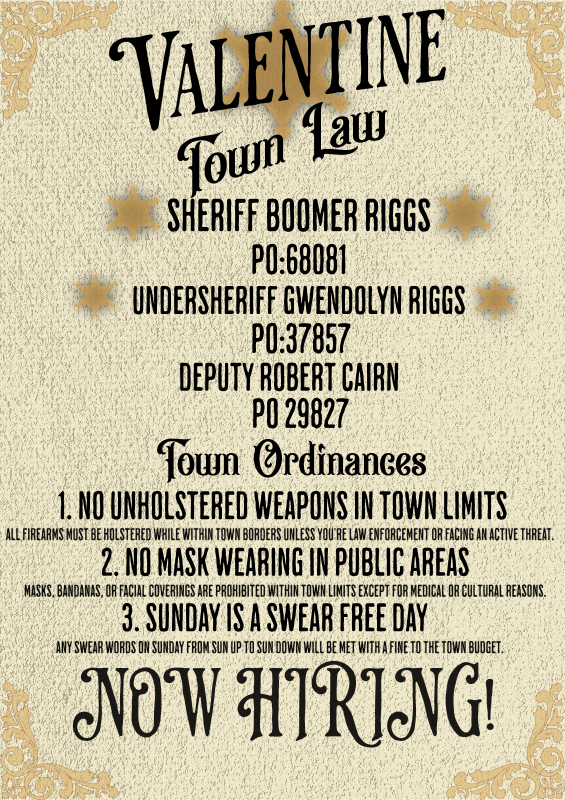 VALENTINE
Town Law
SHERIFF BOOMER RIGGS
PO:68081
UNDERSHERIFF GWENDOLYN RIGGS
PO:37857
DEPUTY ROBERT CAIRN
PO 29827
Town Ordinances
1. NO UNHOLSTERED WEAPONS IN TOWN LIMITS
ALL FIREARMS MUST BE HOLSTERED WHILE WITHIN TOWN BORDERS UNLESS YOU'RE LAW ENFORCEMENT OR FACING AN ACTIVE THREAT.
2. NO MASK WEARING IN PUBLIC AREAS
MASKS, BANDANAS, OR FACIAL COVERINGS ARE PROHIBITED WITHIN TOWN LIMITS EXCEPT FOR MEDICAL OR CULTURAL REASONS.
3. SUNDAY IS A SWEAR FREE DAY
ANY SWEAR WORDS ON SUNDAY FROM SUN UP TO SUN DOWN WILL BE MET WITH A FINE TO THE TOWN BUDGET.
NOW HIRING!